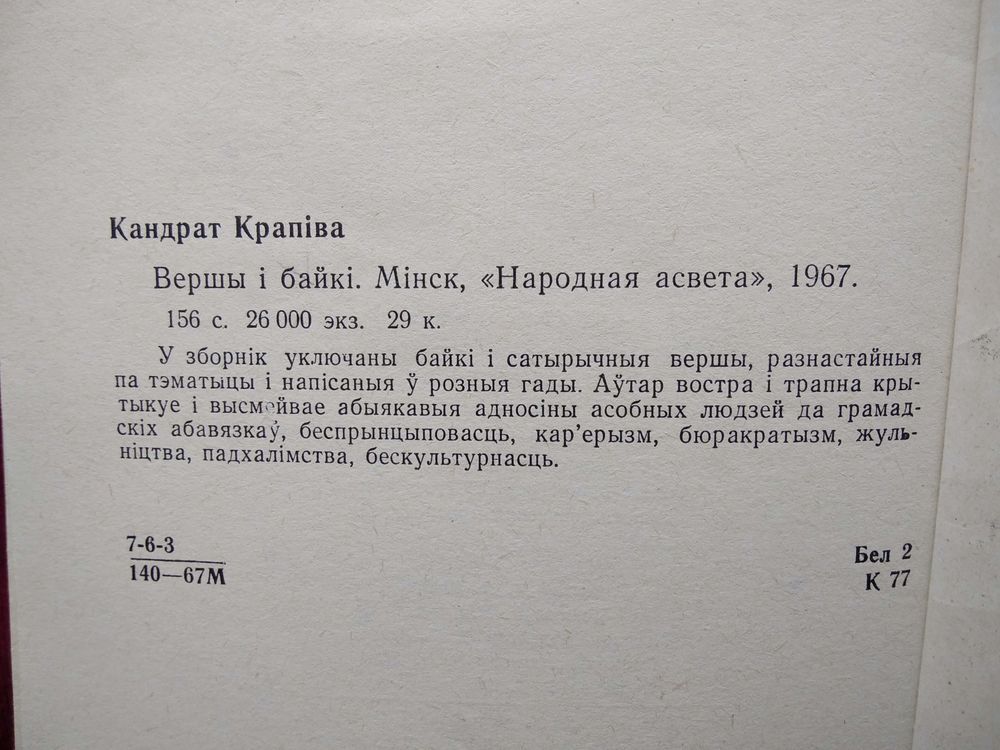 Кандрат Крапіва
Вершы і байкі. Мінск, «Народная асвета», 1967.
156 с. 26 000 экз. 29 к.
У зборнік уключаны байкі і сатырычныя вершы, разнастайныя
па тэматыцы і напісаныя ў розныя гады. Аўтар востра і трапна кры-
тыкуе і высмейвае абыякавыя адносіны асобных людзей да грамад-
скіх абавязкаў, беспрынцыповасць, кар’ерызм, бюракратызм, жуль-
ніцтва, падхалімства, бескультурнасць.
7-6-3
140—67М
Бел 2
К 77